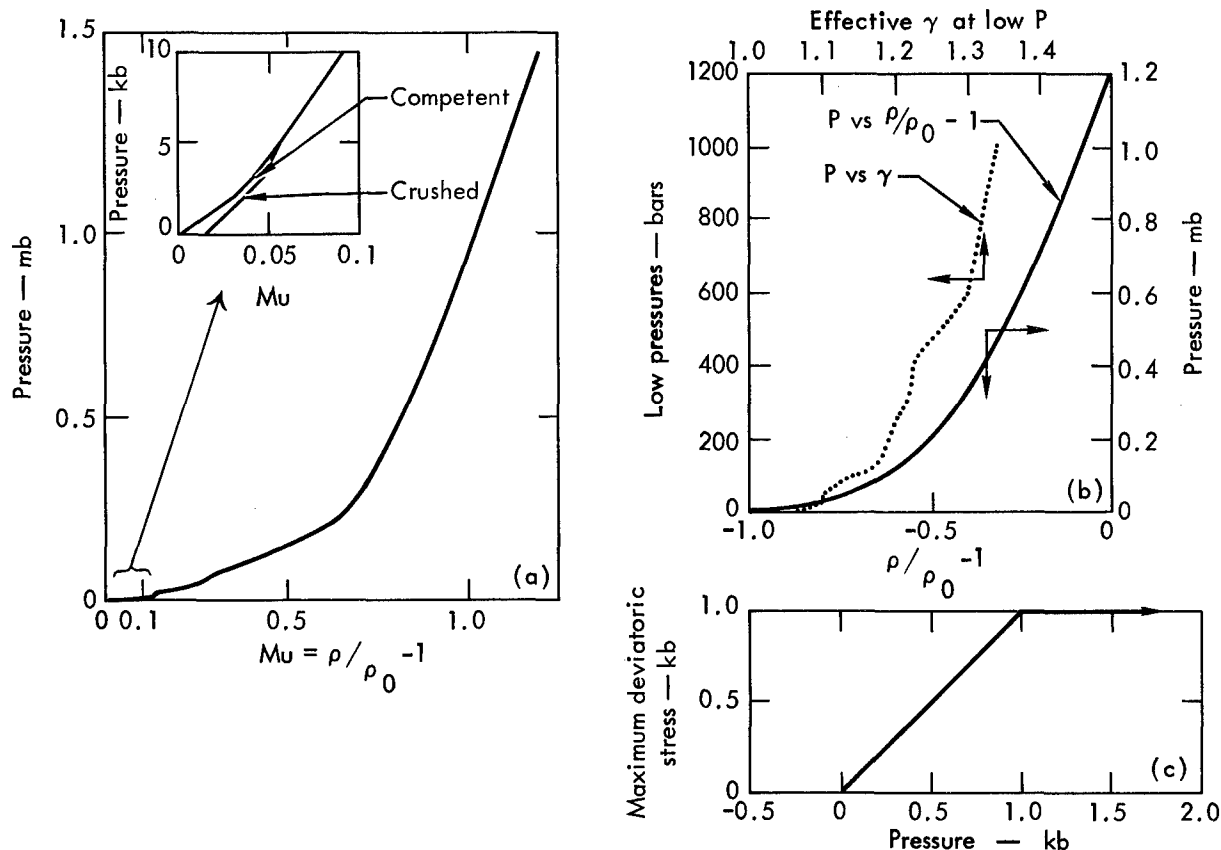 1.5
1.0
0.5
0
Pressure — mb
0 0.1 0.5 1.0
Mu = ρ/ρ0 -1
(a)
10
5
0
Pressure — kb
0 0.05 0.1
Mu
Competent
Crushed
Effective γ at low P
1.0 1.1 1.2 1.3 1.4
1200
1000
800
600
400
200
0
Low pressures — bars
1.2
1.0
0.8
0.6
0.4
0.2
0
Pressure — mb
P vs ρ/ρ0 - 1
P vs γ
(b)
-1.0 -0.5 0
ρ/ρ0 -1
Maximum deviatoric
stress — kb
1.0
0.5
0
(c)
-0.5 0 0.5 1.0 1.5 2.0
Pressure — kb